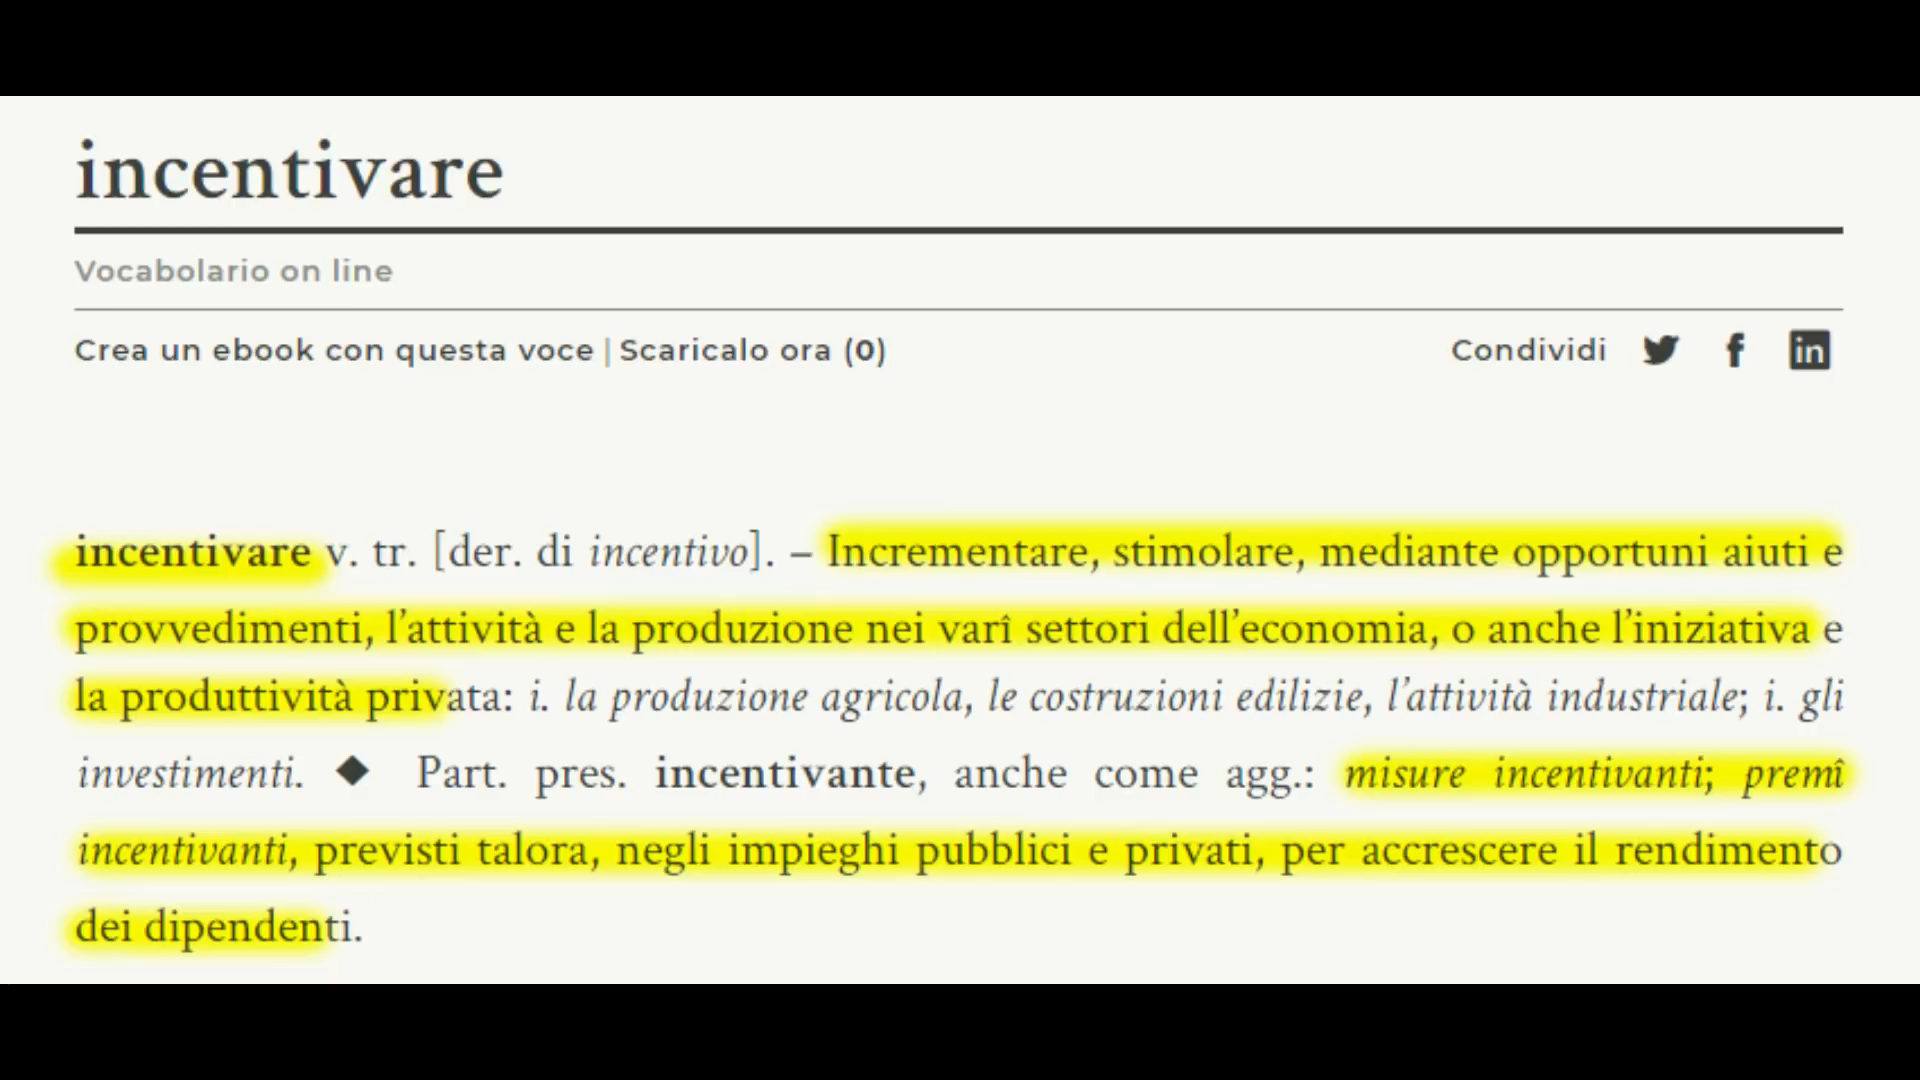 incentivare
Vocabolario on line
Crea un ebook con questa voce | Scaricalo ora (0) Condividi
incentivare v. tr. [der. di incentivo]. – Incrementare, stimolare, mediante opportuni aiuti e
provvedimenti, l’attività e la produzione nei varî settori dell’economia, o anche l’iniziativa e
la produttività privata: i. la produzione agricola, le costruzioni edilizie, l’attività industriale; i. gli
investimenti. ◆ Part. pres. incentivante, anche come agg.: misure incentivanti; premî
incentivanti, previsti talora, negli impieghi pubblici e privati, per accrescere il rendimento
dei dipendenti.